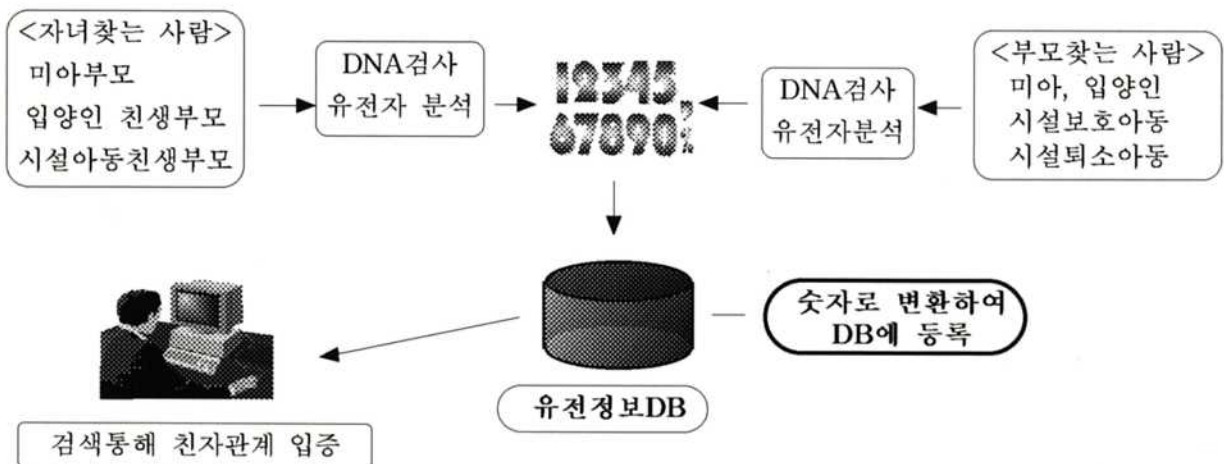 <자녀찾는 사람>
미아부모
입양인 친생부모
시설아동친생부모
DNA검사
유전자 분석
12345
67890?%
DNA검사
유전자분석
<부모찾는 사람>
미아, 입양인
시설보호아동
시설퇴소아동
숫자로 변환하여
DB에 등록
유전정보DB
검색통해 친자관계 입증